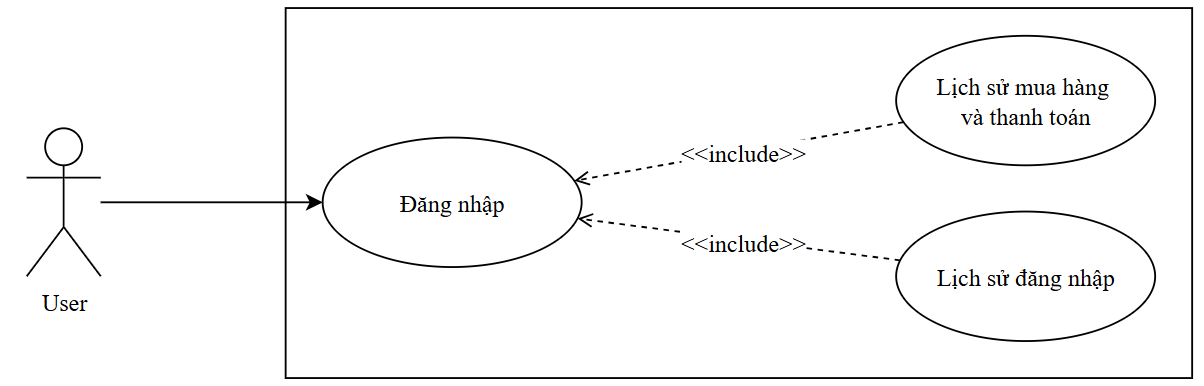 Lịch sử mua hàng
và thanh toán
<<include>>
Đăng nhập
<<include>>
Lịch sử đăng nhập
User